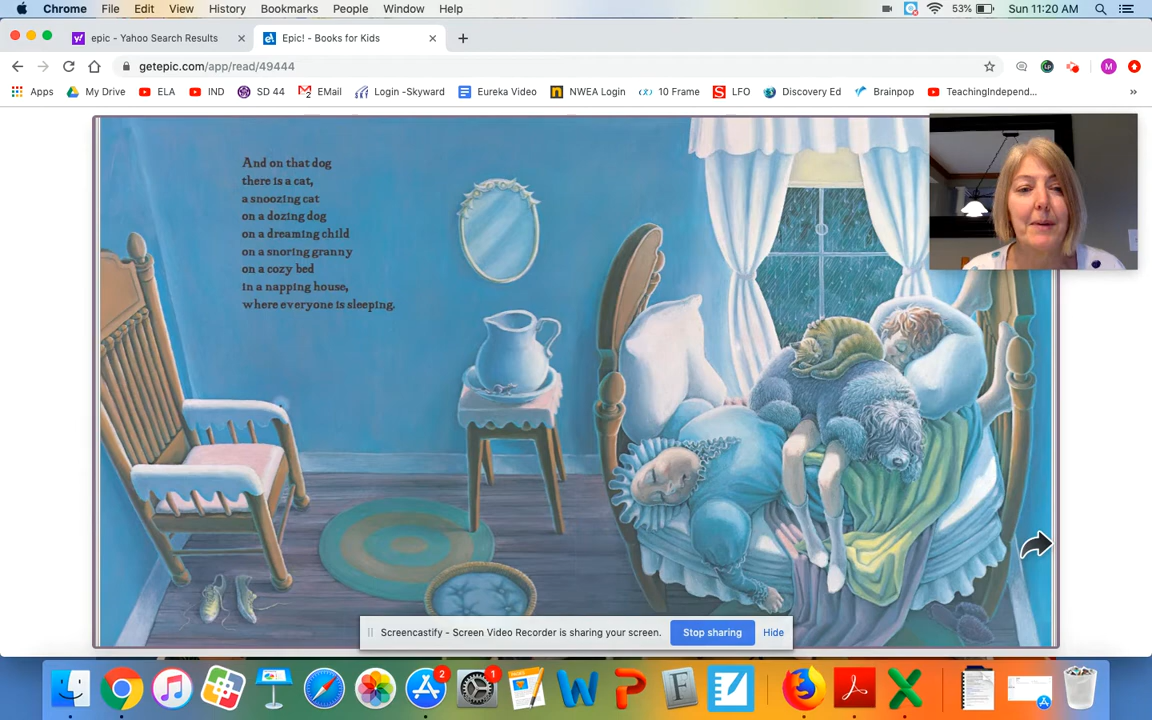 Chrome File Edit View History Bookmarks People Window Help 53% Sun 11:20 AM
epic - Yahoo Search Results Epic! - Books for Kids
getepic.com/app/read/49444 M
Apps My Drive ELA IND SD 44 EMail Login -Skyward Eureka Video NWEA Login 10 Frame LFO Discovery Ed Brainpop TeachingIndepend...
And on that dog
there is a cat,
a snoozing cat
on a dozing dog
on a dreaming child
on a snoring granny
on a cozy bed
in a napping house,
where everyone is sleeping.
Screencastify - Screen Video Recorder is sharing your screen. Stop sharing Hide
2 1